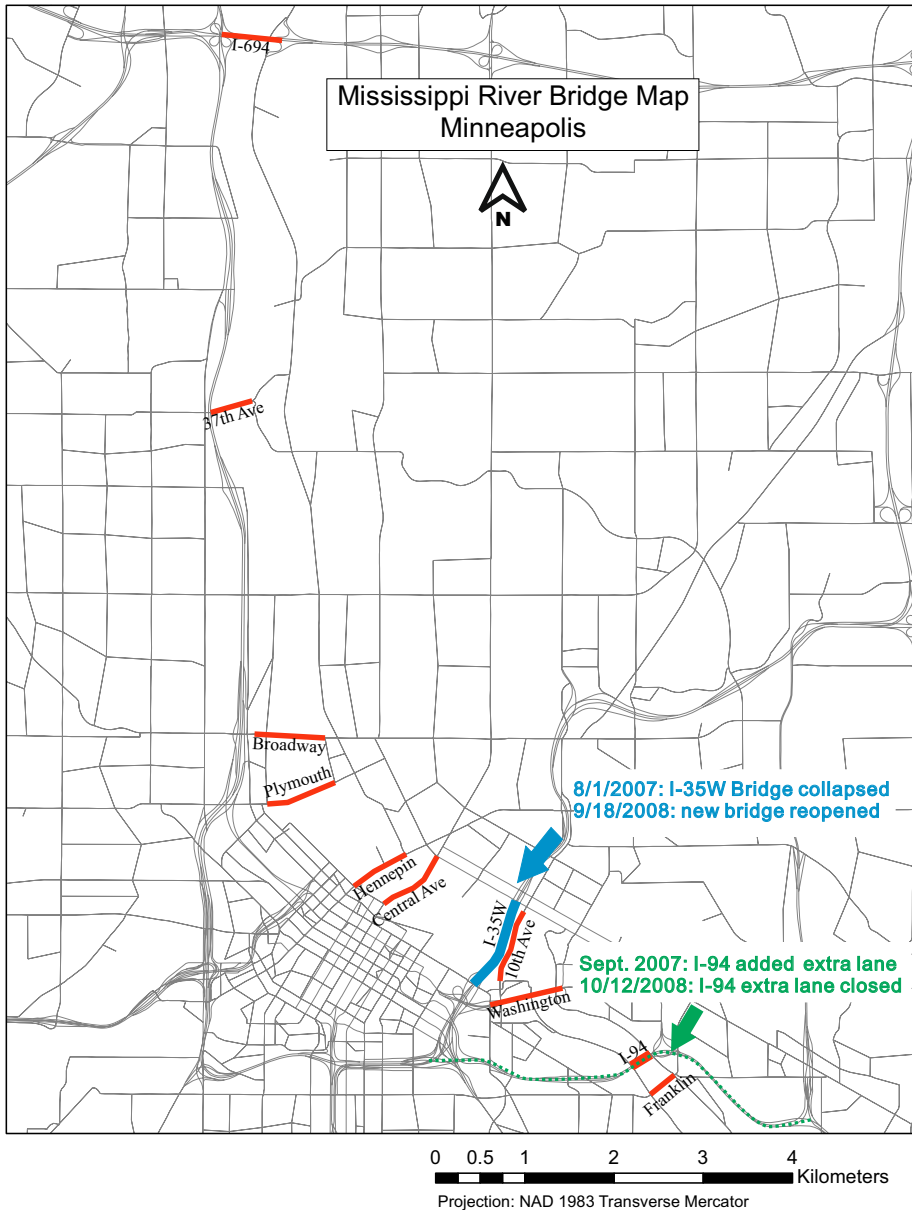 I-694
Mississippi River Bridge Map
Minneapolis
N
37th Ave
Broadway
Plymouth
8/1/2007: I-35W Bridge collapsed
9/18/2008: new bridge reopened
Hennepin
Central Ave
I-35W
10th Ave
Sept. 2007: I-94 added extra lane
10/12/2008: I-94 extra lane closed
Washington
I-94
Franklin
0 0.5 1 2 3 4
Kilometers
Projection: NAD 1983 Transverse Mercator